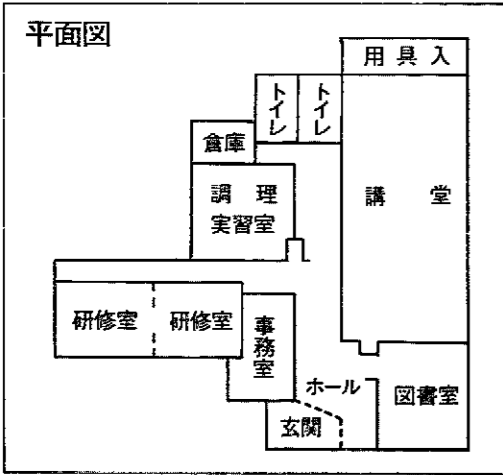 平面図
用具入
トイレ
トイレ
倉庫
調理
実習室
講堂
研修室
研修室
事務室
ホール
図書室
玄関